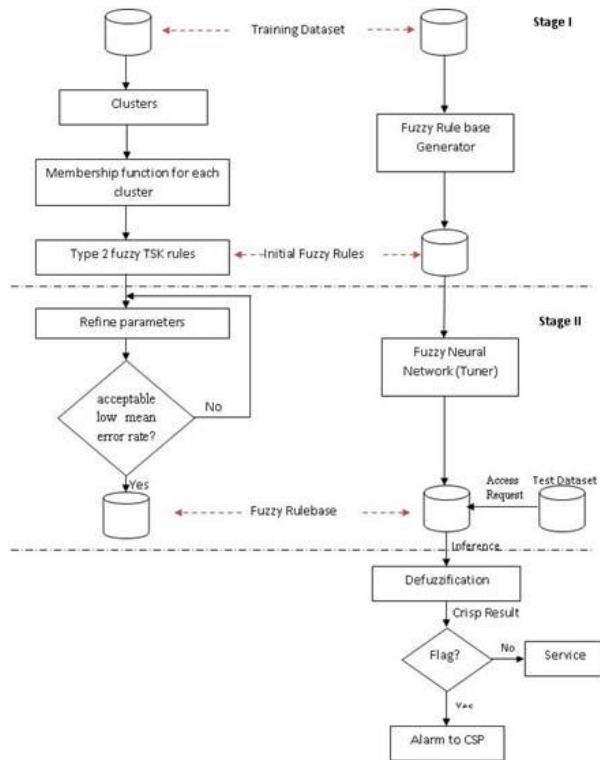 Training Dataset
Stage I
Clusters
Fuzzy Rule base
Generator
Membership function for each
cluster
Type 2 fuzzy TSK rules
Initial Fuzzy Rules
Stage II
Refine parameters
Fuzzy Neural
Network (Tuner)
acceptable
low mean
error rate?
No
Yes
Access
Request
Test Dataset
Fuzzy Rulebase
Inference
Defuzzification
Crisp Result
Flag?
No
Service
Yes
Alarm to CSP